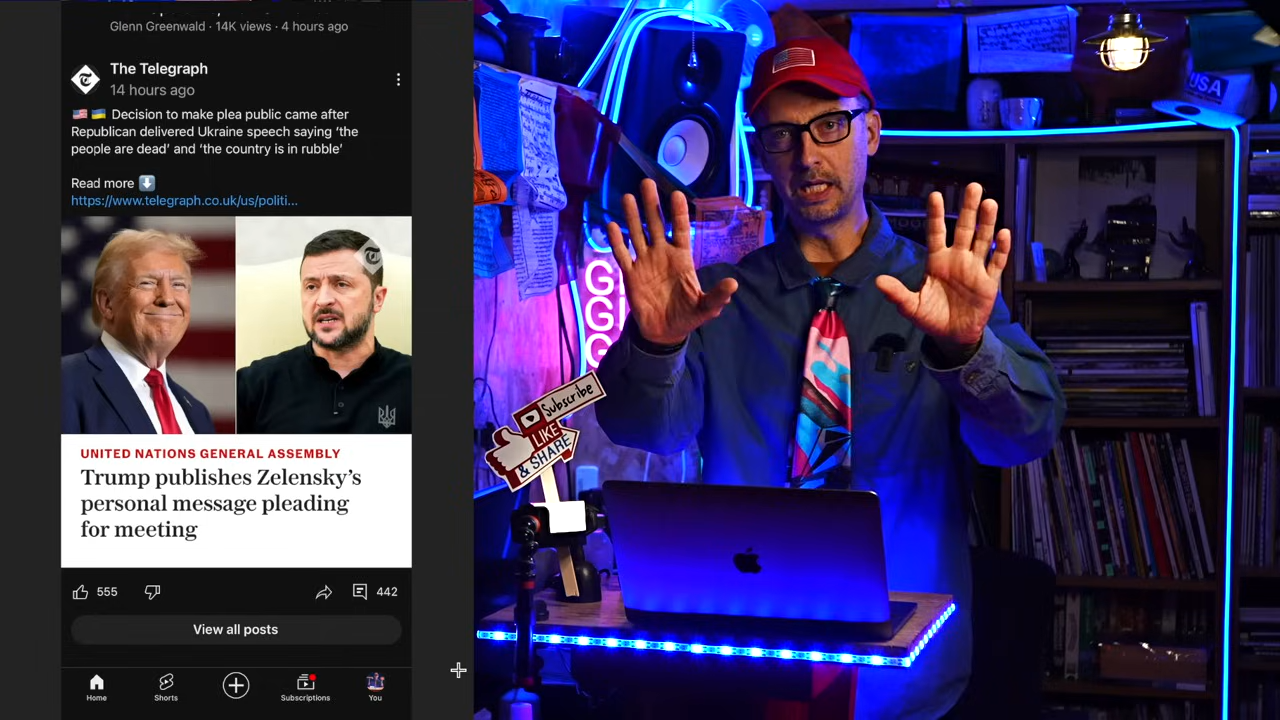 Glenn Greenwald · 14K views · 4 hours ago
The Telegraph
14 hours ago
🇺🇸 🇺🇦 Decision to make plea public came after
Republican delivered Ukraine speech saying ‘the
people are dead’ and ‘the country is in rubble’
Read more ⬇️
https://www.telegraph.co.uk/us/politi...
UNITED NATIONS GENERAL ASSEMBLY
Trump publishes Zelensky’s
personal message pleading
for meeting
555
442
View all posts
Home
Shorts
Subscriptions
You
Subscribe
LIKE
& SHARE
USA